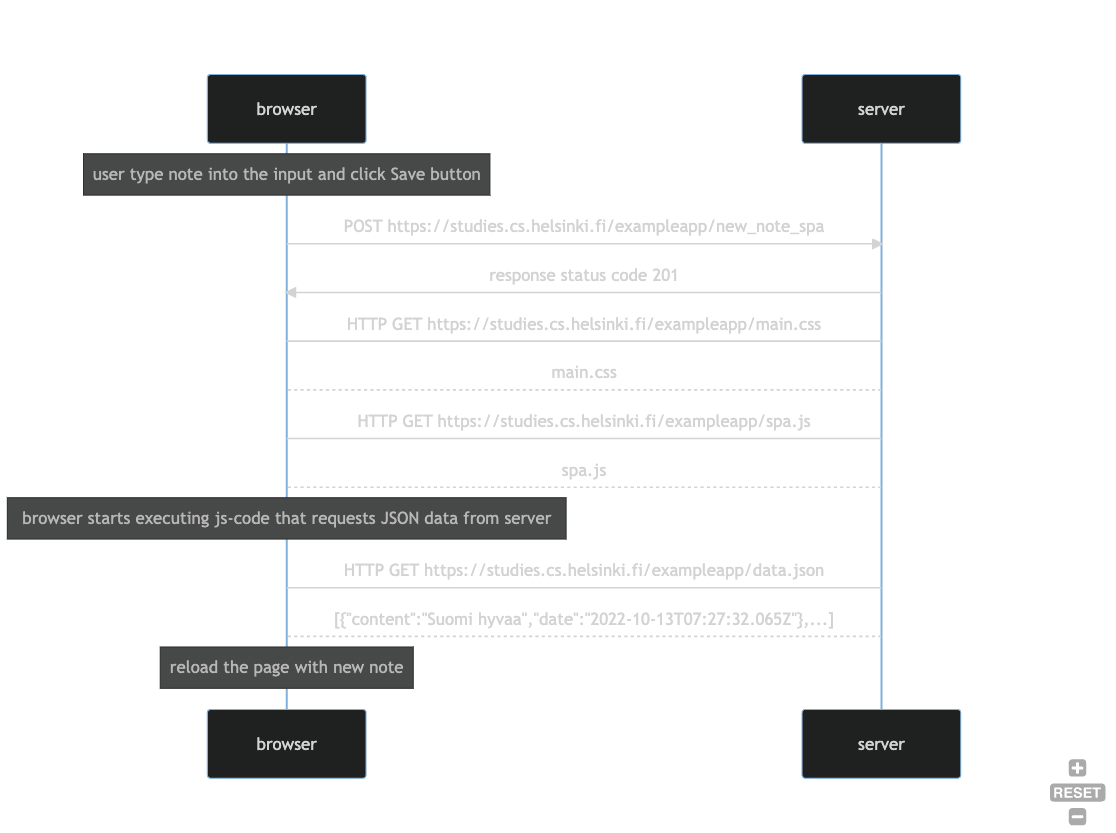 browser
server
user type note into the input and click Save button
POST https://studies.cs.helsinki.fi/exampleapp/new_note_spa
response status code 201
HTTP GET https://studies.cs.helsinki.fi/exampleapp/main.css
main.css
HTTP GET https://studies.cs.helsinki.fi/exampleapp/spa.js
spa.js
browser starts executing js-code that requests JSON data from server
HTTP GET https://studies.cs.helsinki.fi/exampleapp/data.json
[{"content":"Suomi hyvaa","date":"2022-10-13T07:27:32.065Z"},...]
reload the page with new note
browser
server
RESET